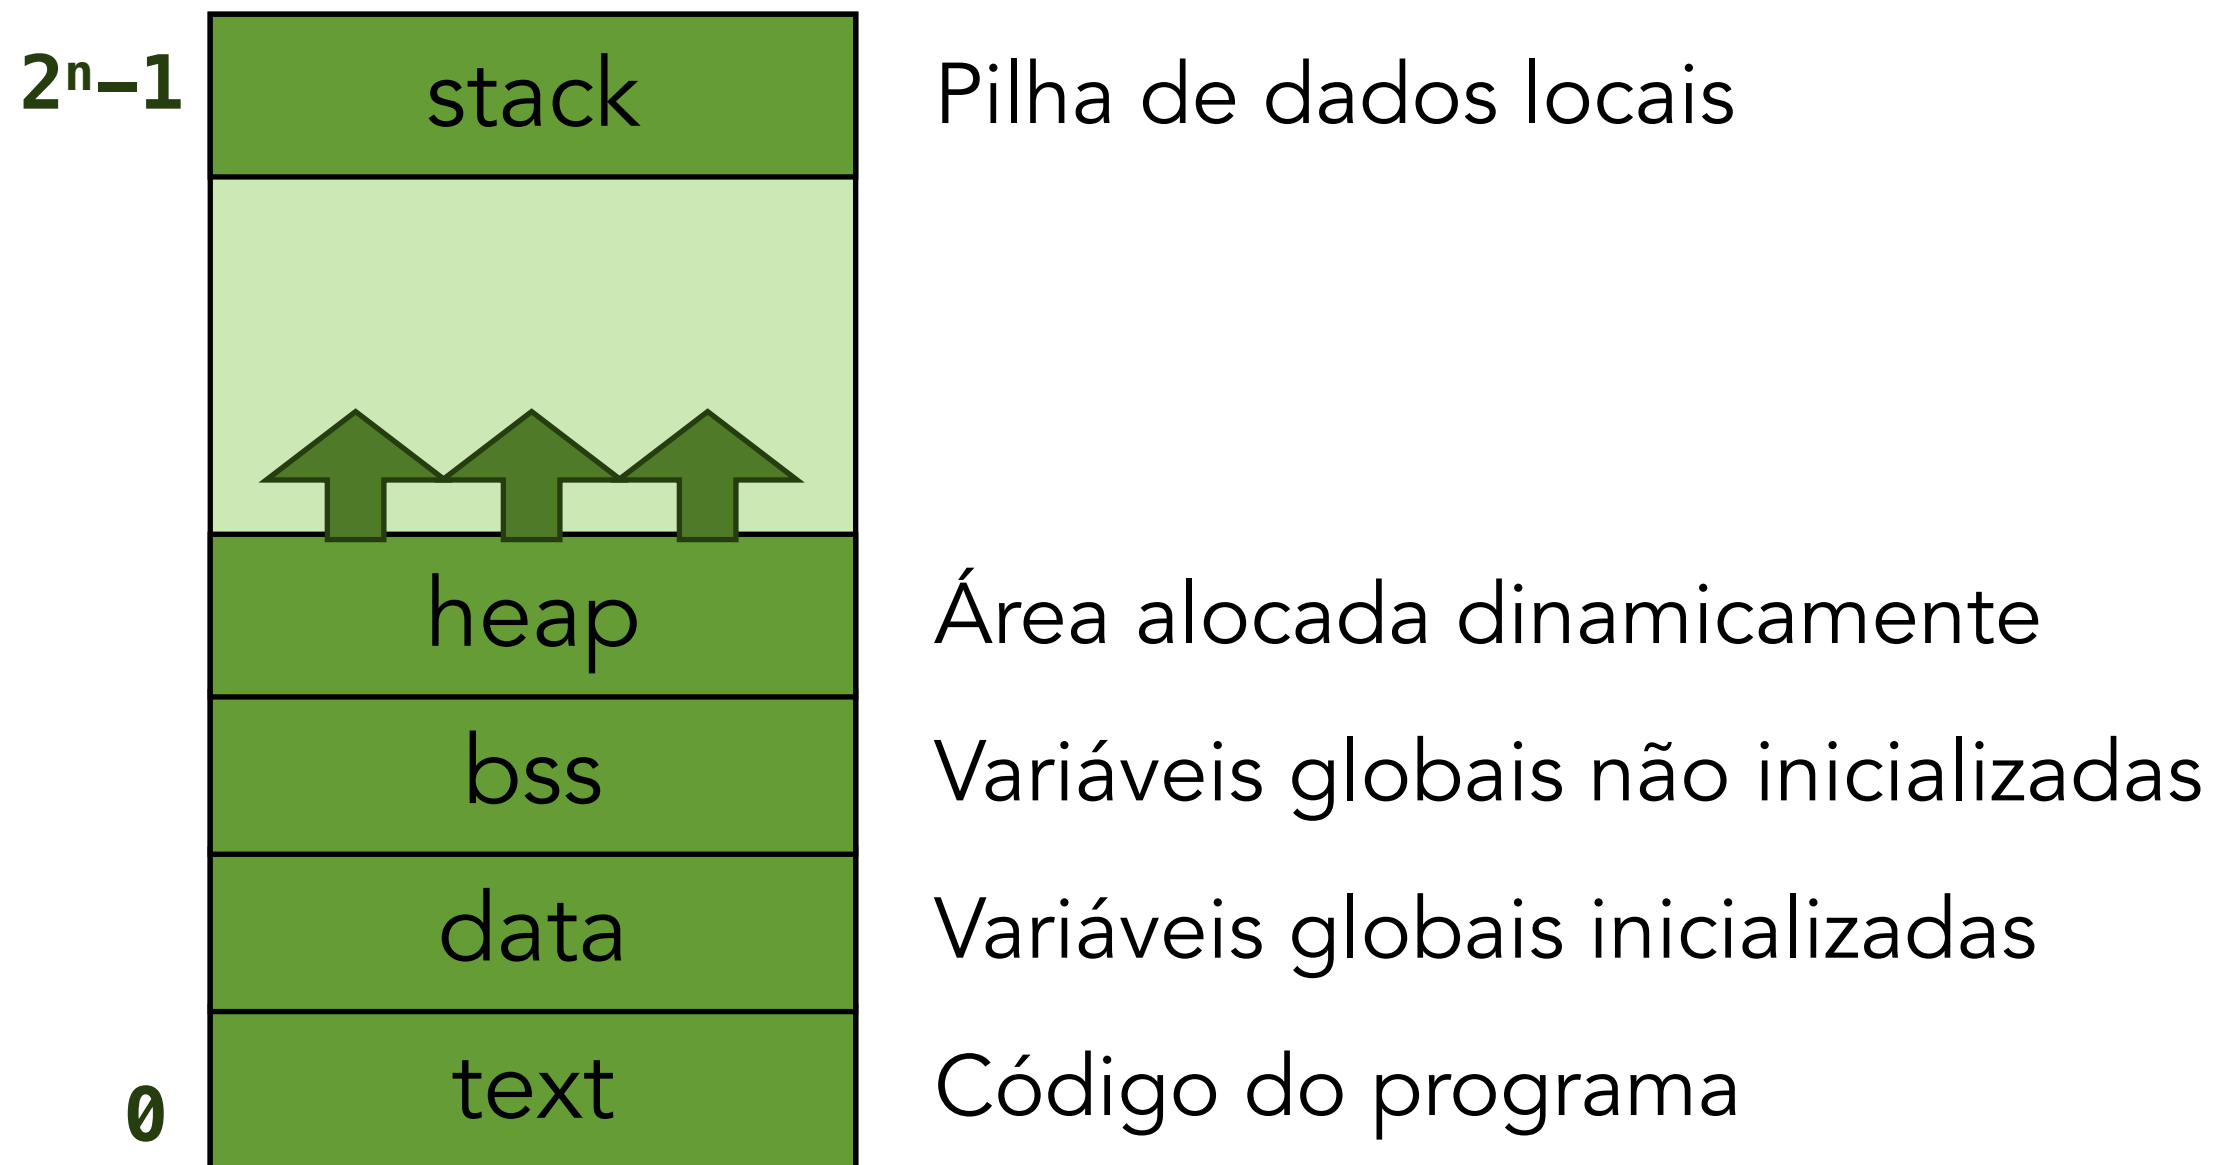 2ⁿ–1 stack Pilha de dados locais
heap Área alocada dinamicamente
bss Variáveis globais não inicializadas
data Variáveis globais inicializadas
0 text Código do programa